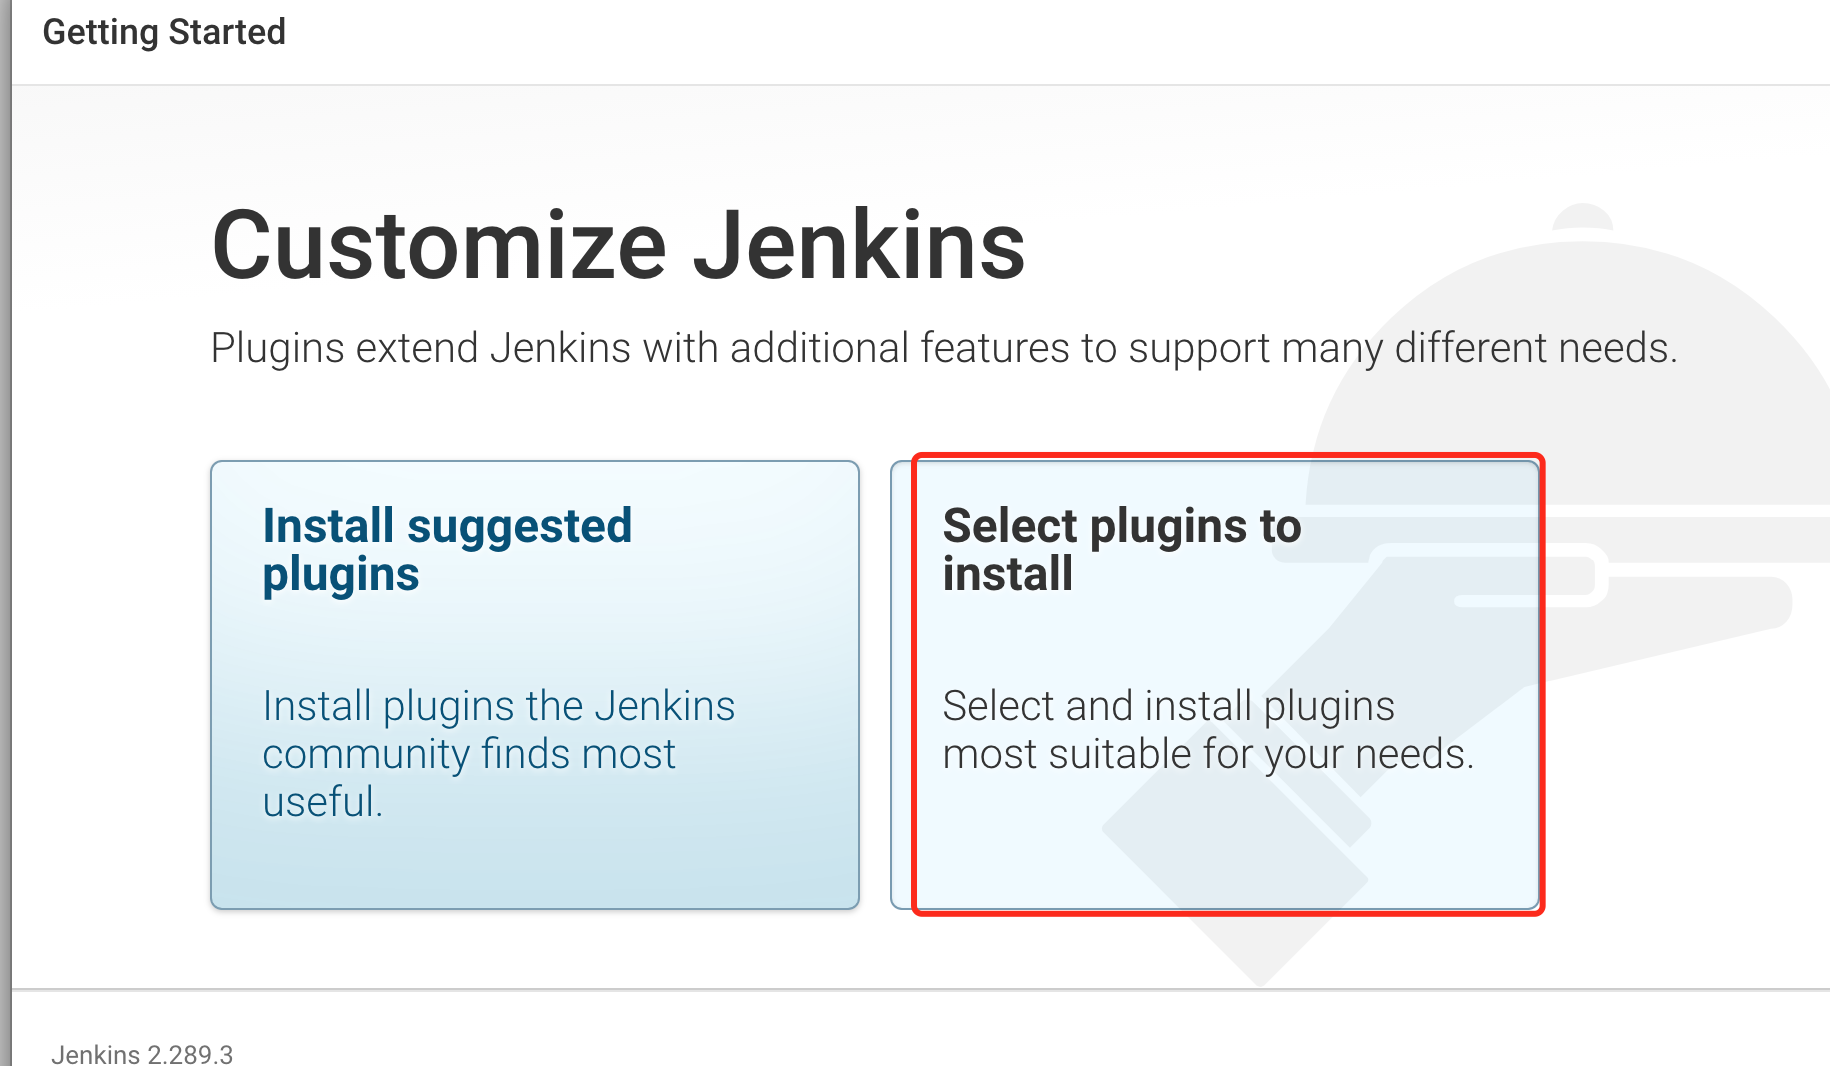 Getting Started
Customize Jenkins
Plugins extend Jenkins with additional features to support many different needs.
Install suggested
plugins
Install plugins the Jenkins
community finds most
useful.
Select plugins to
install
Select and install plugins
most suitable for your needs.
Jenkins 2.289.3